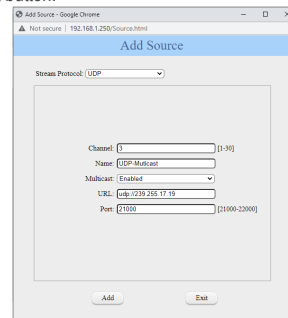 Add Source - Google Chrome
Not secure | 192.168.1.250/Source.html
Add Source
Stream Protocol: UDP
Channel: 3 [1-30]
Name: UDP-Muticast
Multicast: Enabled
URL: udp://239.255.17.19
Port: 21000 [21000-22000]
Add Exit